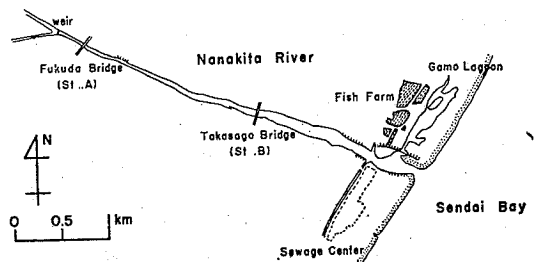 weir
Nanakita River
Gamo Lagoon
Fukuda Bridge
(St..A)
Fish Farm
Takasago Bridge
(St.B)
N
0 0.5 km
Sendai Bay
Sewage Center